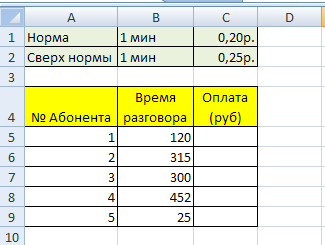 A B C D
1 Норма 1 мин 0,20р.
2 Сверх нормы 1 мин 0,25р.
3
4 № Абонента Время разговора Оплата (руб)
5 1 120
6 2 315
7 3 300
8 4 452
9 5 25
10